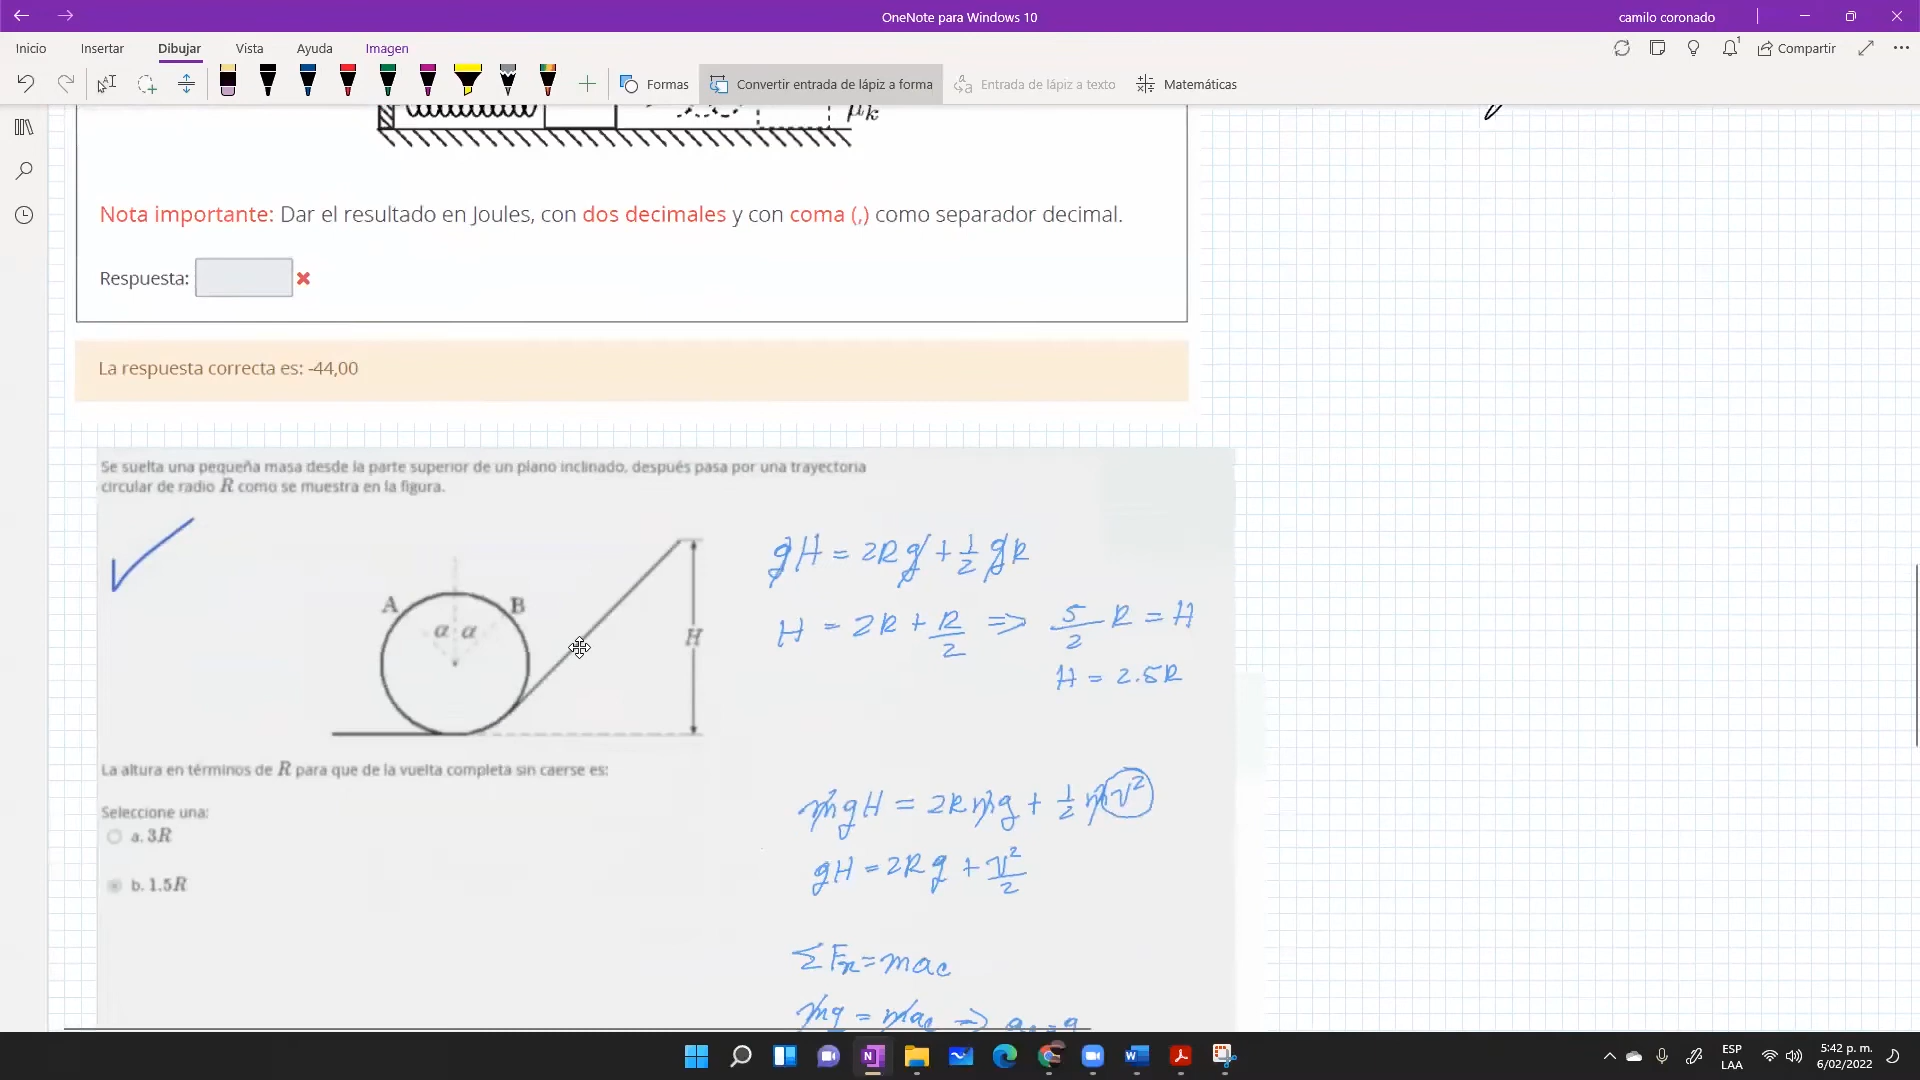 OneNote para Windows 10
camilo coronado
Inicio
Insertar
Dibujar
Vista
Ayuda
Imagen
Compartir
Formas
Convertir entrada de lápiz a forma
Entrada de lápiz a texto
Matemáticas
μk
Nota importante: Dar el resultado en Joules, con dos decimales y con coma (,) como separador decimal.
Respuesta:
La respuesta correcta es: -44,00
Se suelta una pequeña masa desde la parte superior de un plano inclinado, después pasa por una trayectoria
circular de radio R como se muestra en la figura.
A
B
α α
H
gH = 2Rg + 1/2 gR
H = 2R + R/2 => 5/2 R = H
H = 2.5R
La altura en términos de R para que de la vuelta completa sin caerse es:
Seleccione una:
a. 3R
b. 1.5R
mgH = 2Rmg + 1/2 mv²
gH = 2Rg + v²/2
ΣFr = mac
mg = mac => ac = g
ESP
LAA
5:42 p. m.
6/02/2022